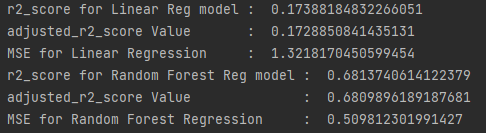 r2_score for Linear Reg model :  0.17388184832266051
adjusted_r2_score Value       :  0.1728850841435131
MSE for Linear Regression     :  1.3218170450599454
r2_score for Random Forest Reg model :  0.6813740614122379
adjusted_r2_score Value              :  0.6809896189187681
MSE for Random Forest Regression     :  0.509812301991427